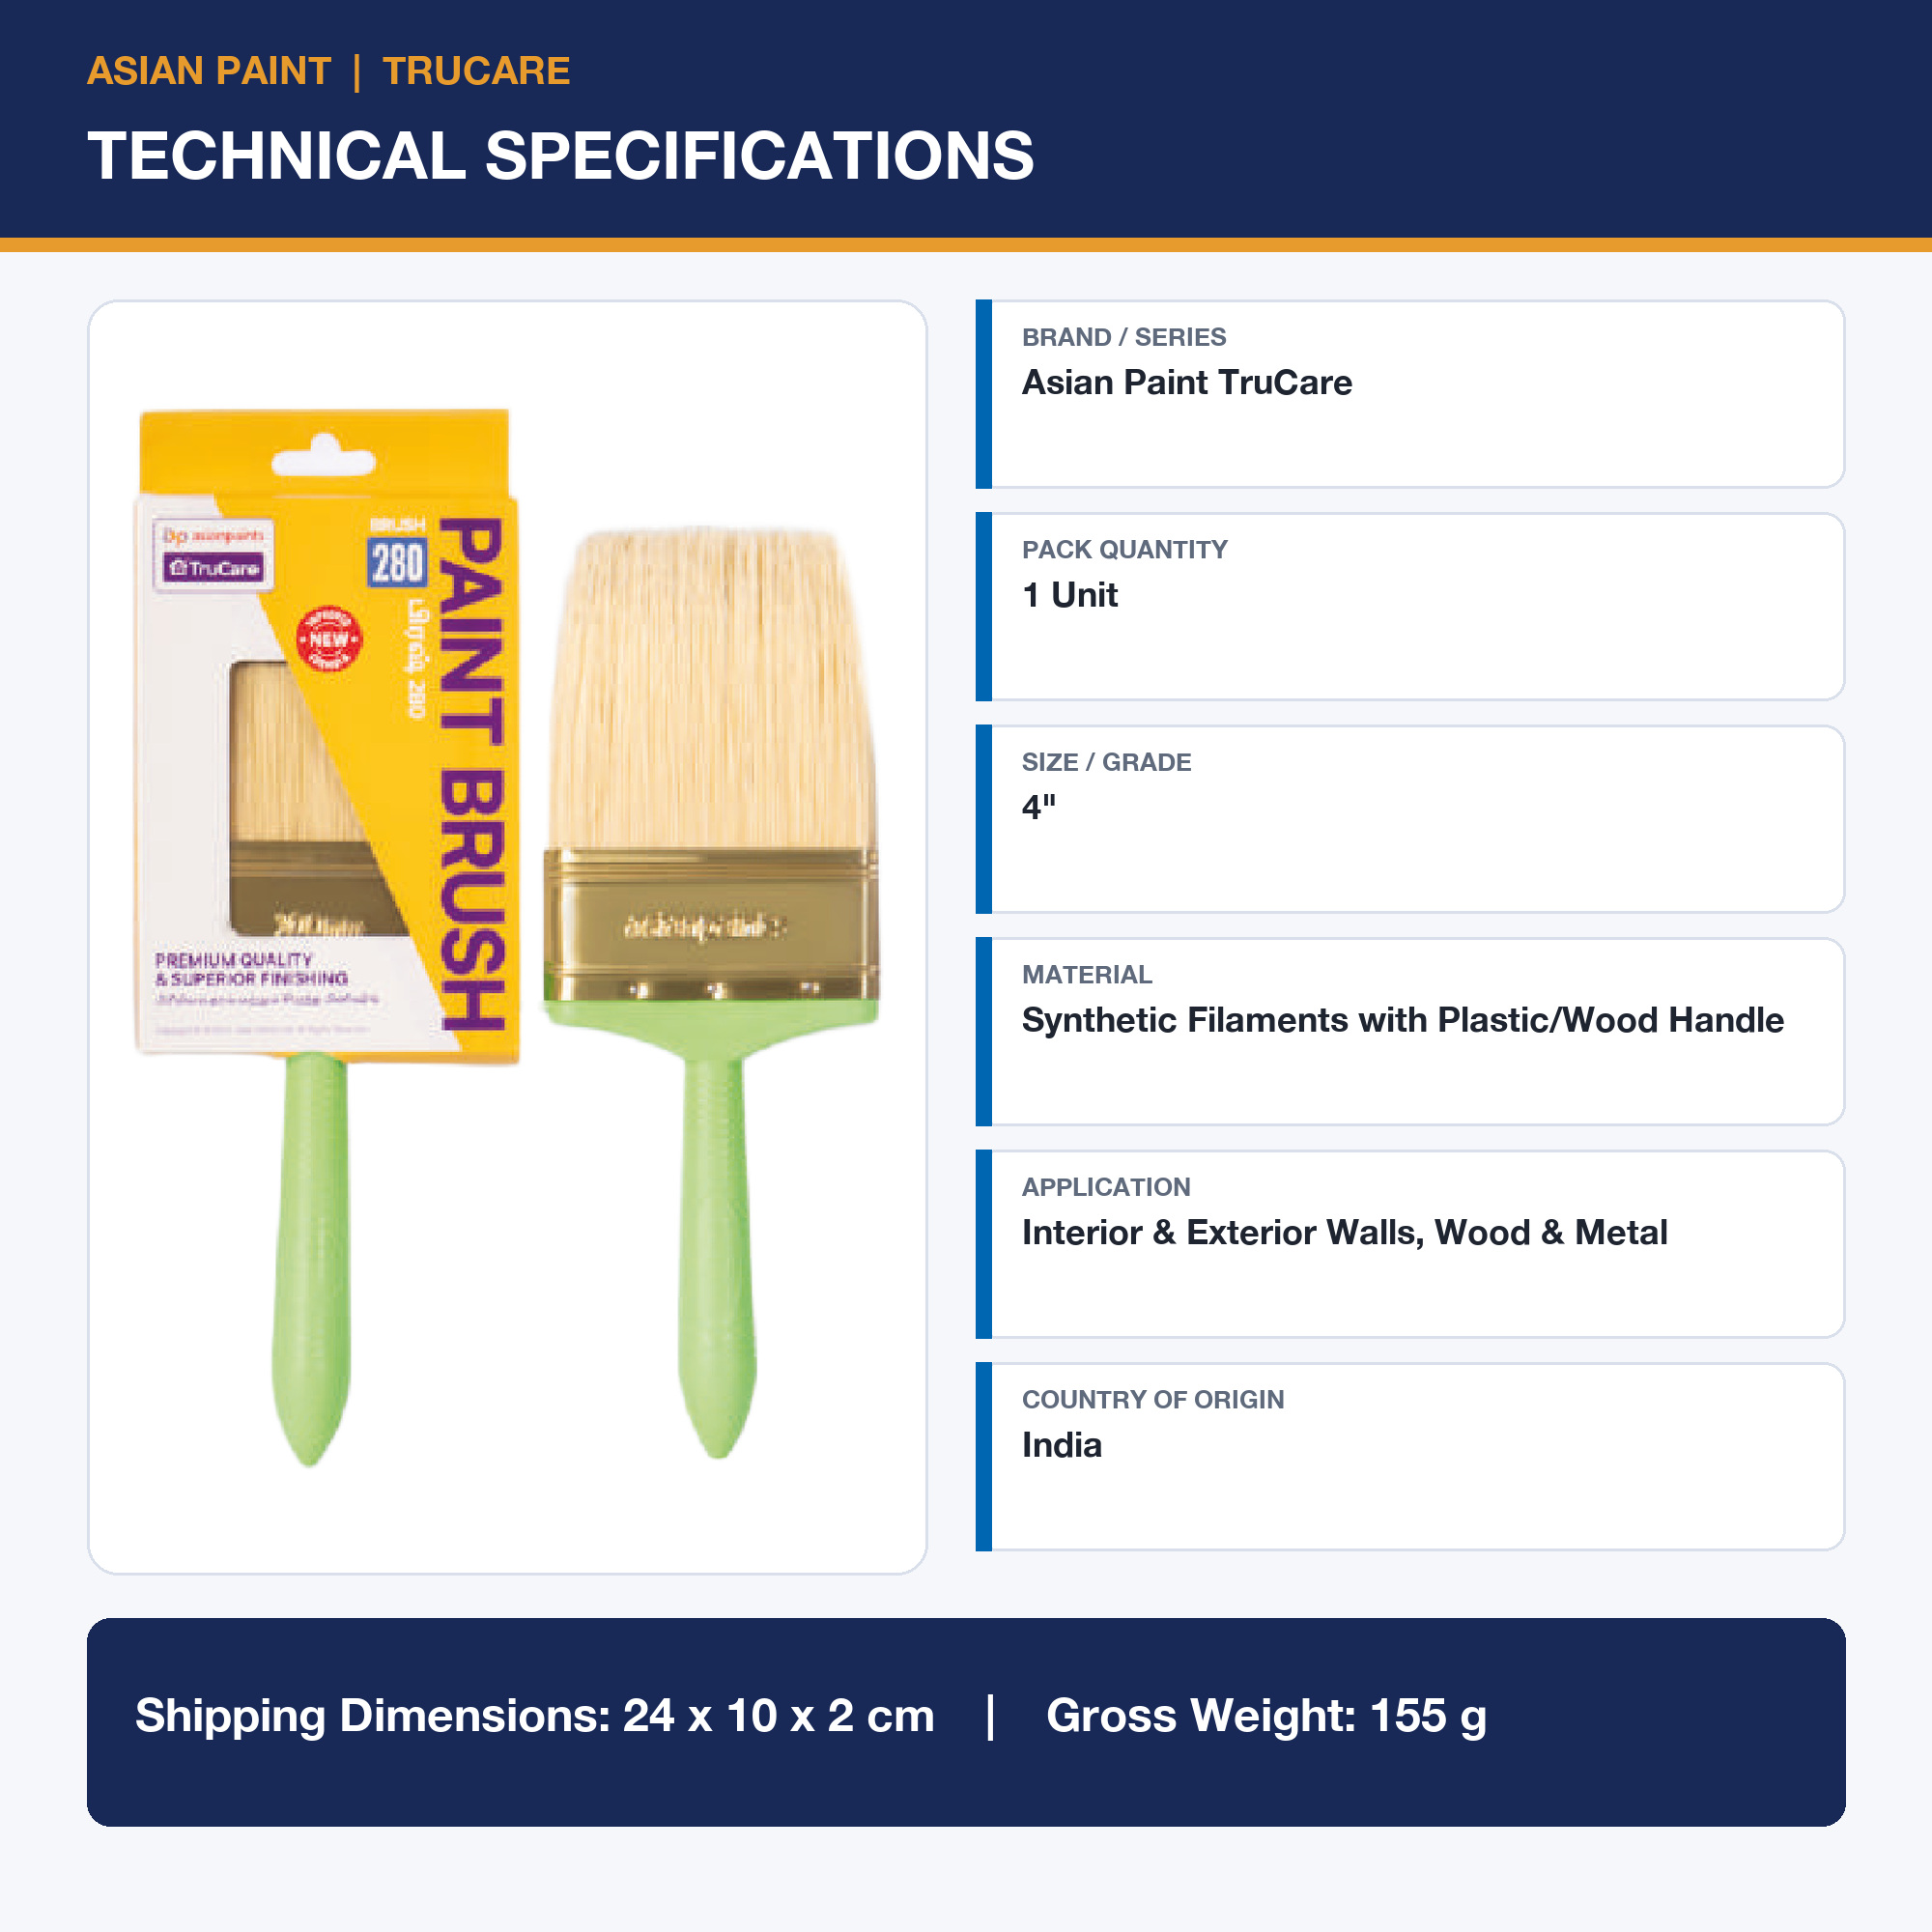 ASIAN PAINT | TRUCARE
TECHNICAL SPECIFICATIONS
asianpaints
TruCare
BRUSH
280
PAINT BRUSH
NEW
PREMIUM QUALITY
& SUPERIOR FINISHING
BRAND / SERIES
Asian Paint TruCare
PACK QUANTITY
1 Unit
SIZE / GRADE
4"
MATERIAL
Synthetic Filaments with Plastic/Wood Handle
APPLICATION
Interior & Exterior Walls, Wood & Metal
COUNTRY OF ORIGIN
India
Shipping Dimensions: 24 x 10 x 2 cm | Gross Weight: 155 g